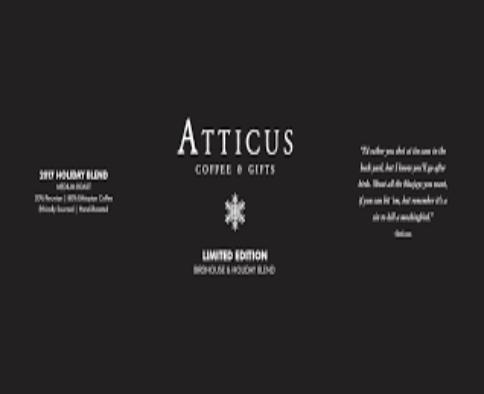 2017 HOLIDAY BLEND
MEDIUM ROAST
20% Peruvian | 80% Ethiopian Coffee
Ethically Sourced | Hand Roasted
ATTICUS
COFFEE & GIFTS
LIMITED EDITION
BIRDHOUSE & HOLIDAY BLEND
"I'd rather you shot at tin cans in the
back yard, but I know you'll go after
birds. Shoot all the bluejays you want,
if you can hit 'em, but remember it's a
sin to kill a mockingbird."
-Atticus